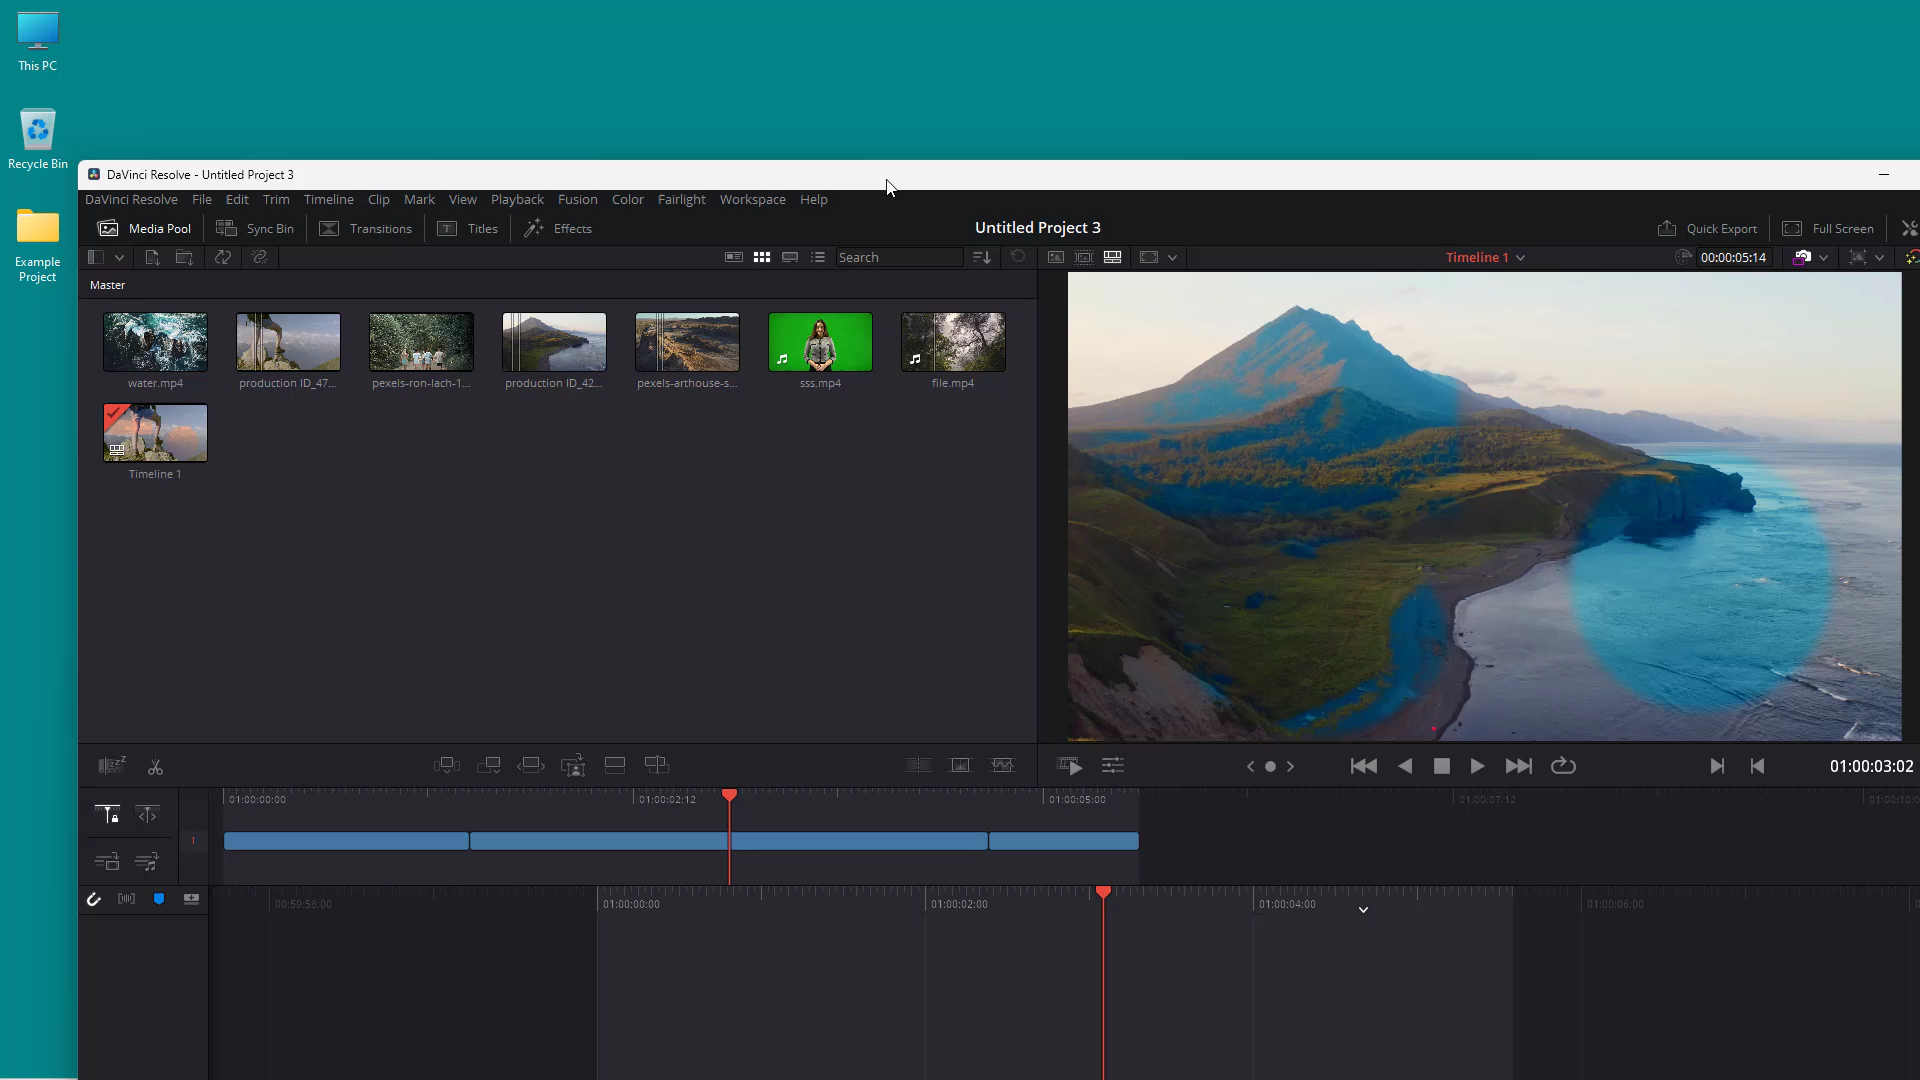 This PC
Recycle Bin
Example
Project
DaVinci Resolve - Untitled Project 3
DaVinci Resolve File Edit Trim Timeline Clip Mark View Playback Fusion Color Fairlight Workspace Help
Media Pool Sync Bin Transitions Titles Effects Untitled Project 3 Quick Export Full Screen
Search Timeline 1 00:00:05:14
Master
water.mp4 production ID_47... pexels-ron-lach-1... production ID_42... pexels-arthouse-s... sss.mp4 file.mp4
Timeline 1
01:00:03:02
01:00:00:00 01:00:02:12 01:00:05:00 01:00:07:12 01:00:10:0
1
00:59:58:00 01:00:00:00 01:00:02:00 01:00:04:00 01:00:06:00